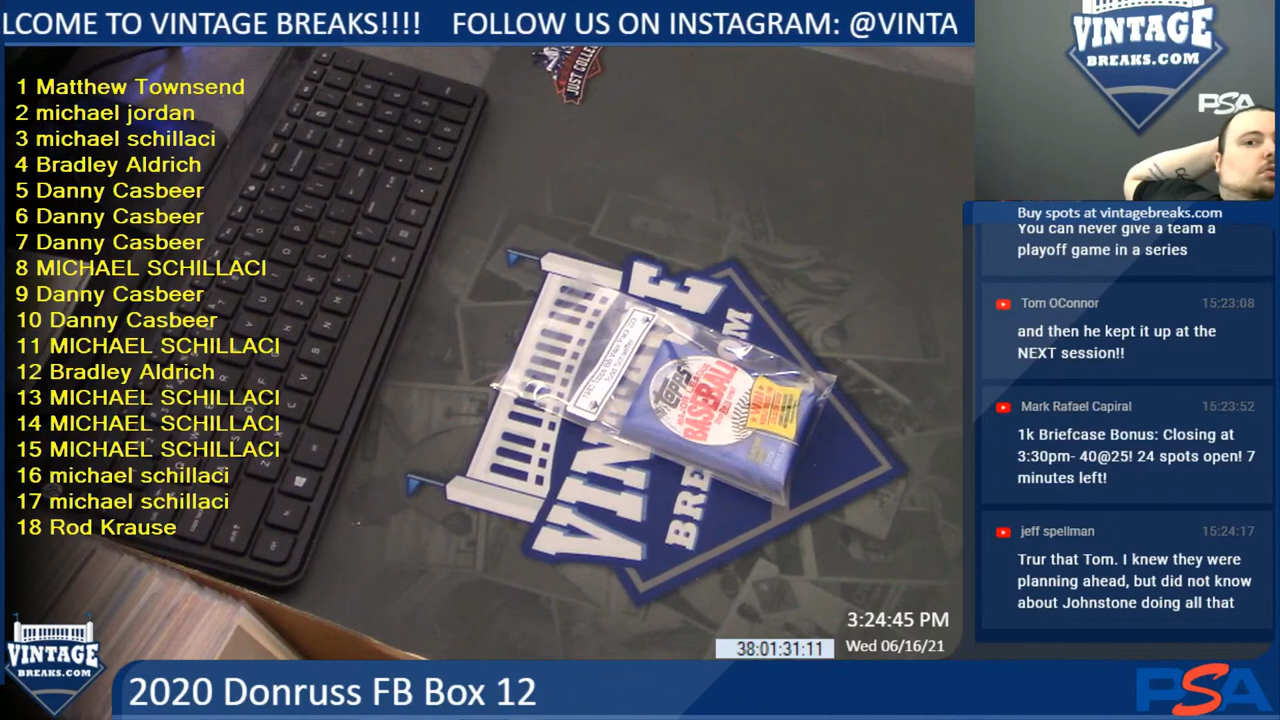 LCOME TO VINTAGE BREAKS!!!! FOLLOW US ON INSTAGRAM: @VINTA
VINTAGE
BREAKS.COM
PSA
JUST COLLE
1 Matthew Townsend
2 michael jordan
3 michael schillaci
4 Bradley Aldrich
5 Danny Casbeer
6 Danny Casbeer
7 Danny Casbeer
8 MICHAEL SCHILLACI
9 Danny Casbeer
10 Danny Casbeer
11 MICHAEL SCHILLACI
12 Bradley Aldrich
13 MICHAEL SCHILLACI
14 MICHAEL SCHILLACI
15 MICHAEL SCHILLACI
16 michael schillaci
17 michael schillaci
18 Rod Krause
topps
BASEBALL
VIN
E
BRE
OM
Buy spots at vintagebreaks.com
You can never give a team a
playoff game in a series
Tom OConnor 15:23:08
and then he kept it up at the
NEXT session!!
Mark Rafael Capiral 15:23:52
1k Briefcase Bonus: Closing at
3:30pm- 40@25! 24 spots open! 7
minutes left!
jeff spellman 15:24:17
Trur that Tom. I knew they were
planning ahead, but did not know
about Johnstone doing all that
3:24:45 PM
38:01:31:11 Wed 06/16/21
VINTAGE
BREAKS.COM
2020 Donruss FB Box 12
PSA